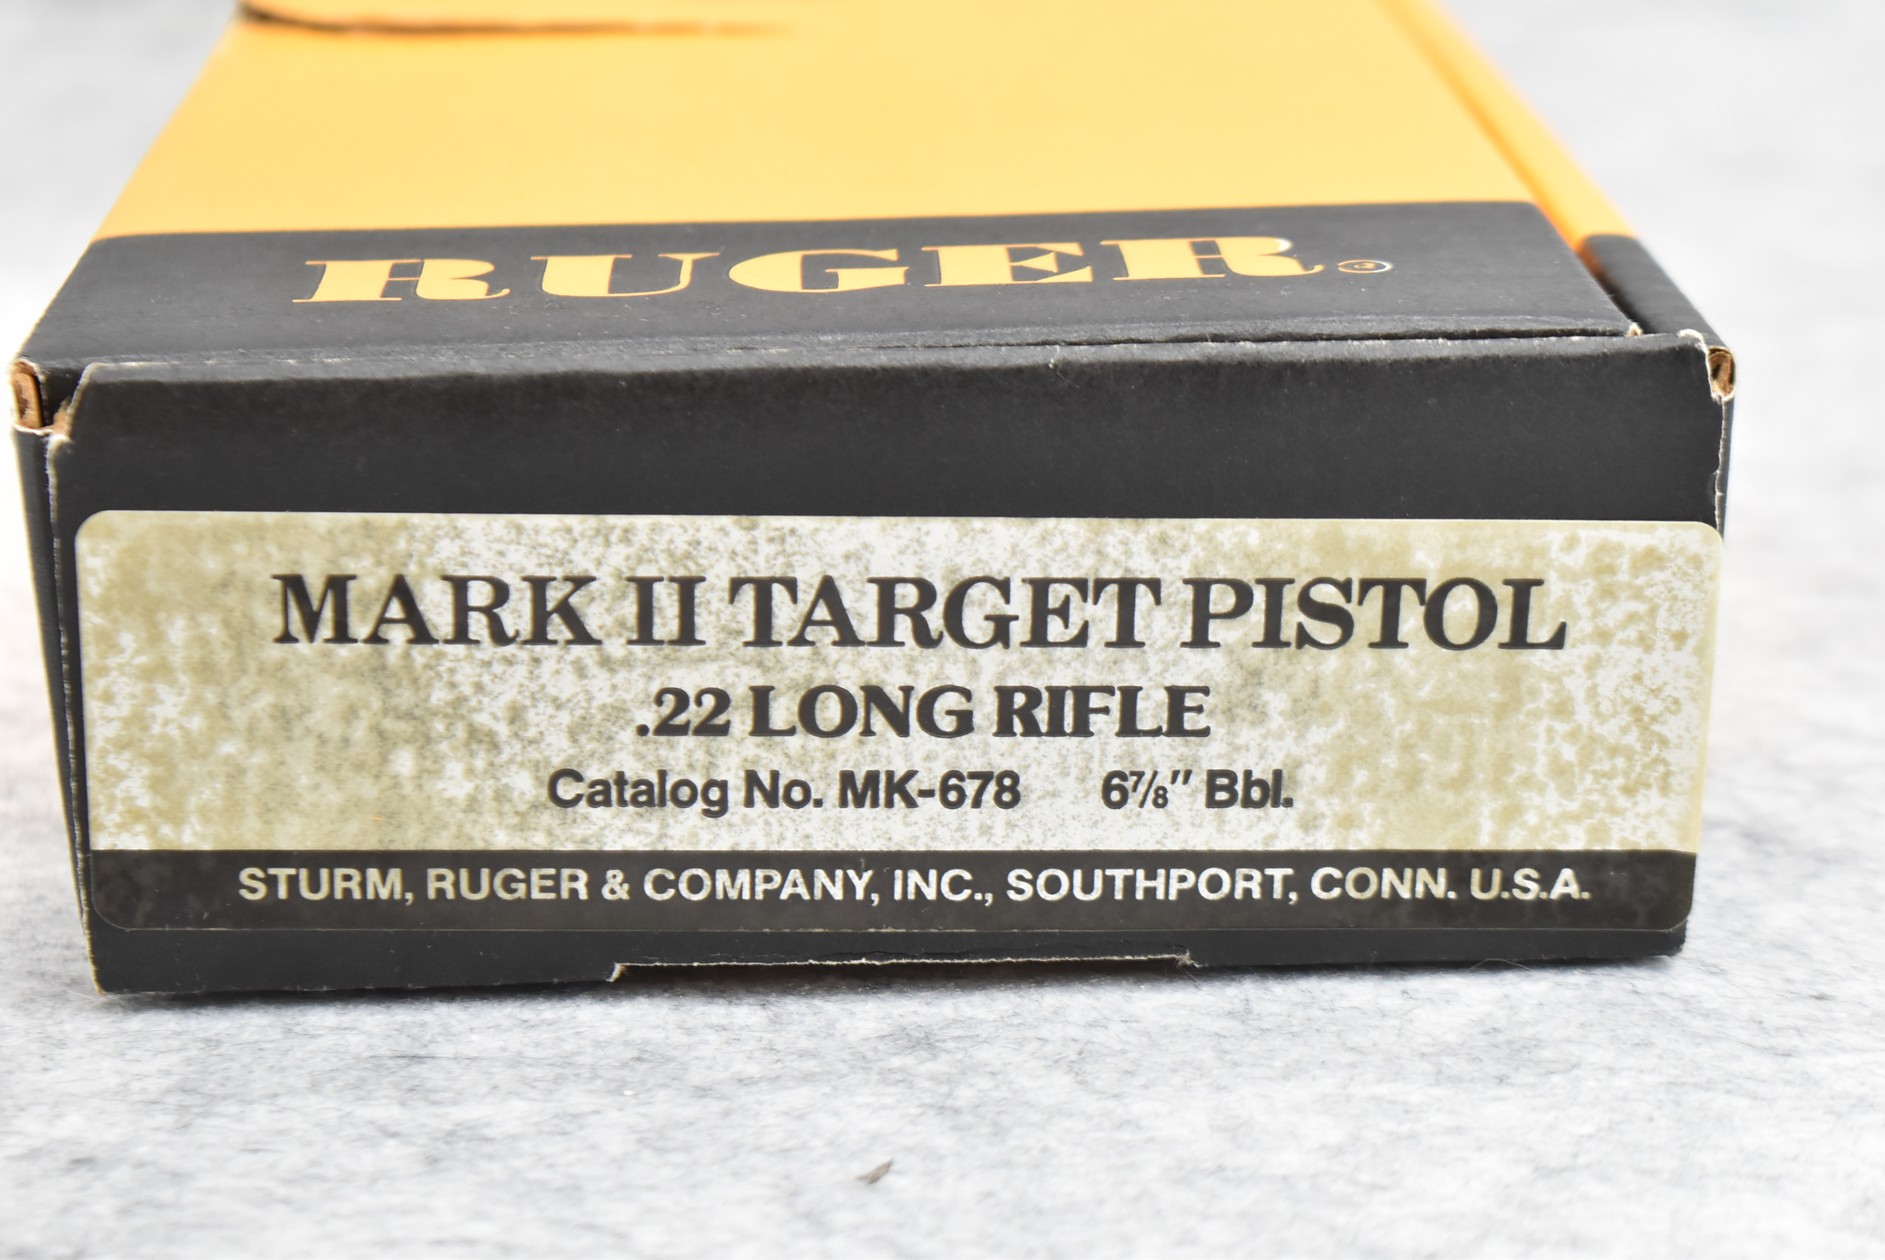 RUGER®
MARK II TARGET PISTOL
.22 LONG RIFLE
Catalog No. MK-678 6⅞" Bbl.
STURM, RUGER & COMPANY, INC., SOUTHPORT, CONN. U.S.A.